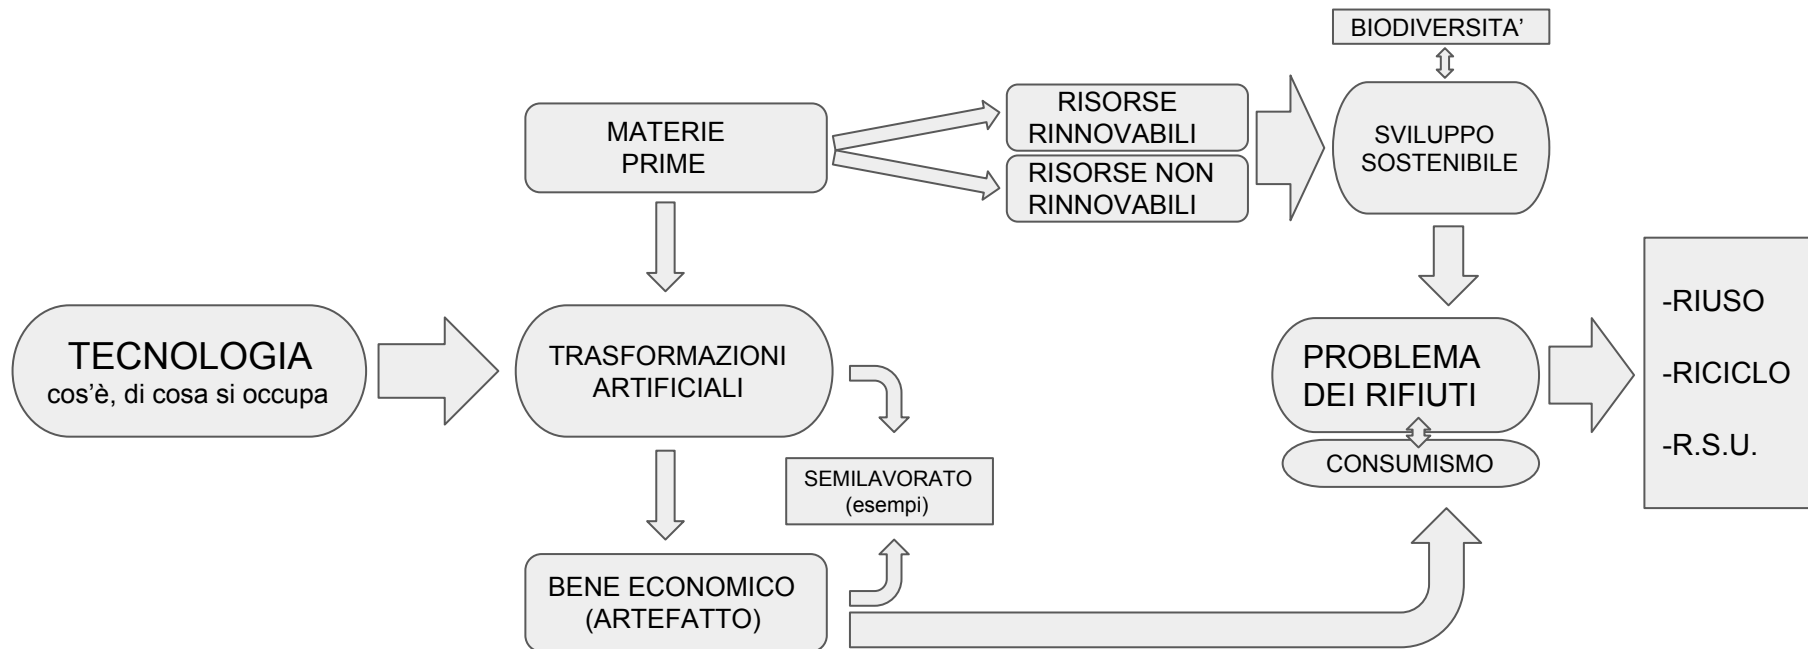 BIODIVERSITA’
MATERIE
PRIME
RISORSE
RINNOVABILI
RISORSE NON
RINNOVABILI
SVILUPPO
SOSTENIBILE
TECNOLOGIA
cos’è, di cosa si occupa
TRASFORMAZIONI
ARTIFICIALI
PROBLEMA
DEI RIFIUTI
CONSUMISMO
-RIUSO
-RICICLO
-R.S.U.
SEMILAVORATO
(esempi)
BENE ECONOMICO
(ARTEFATTO)